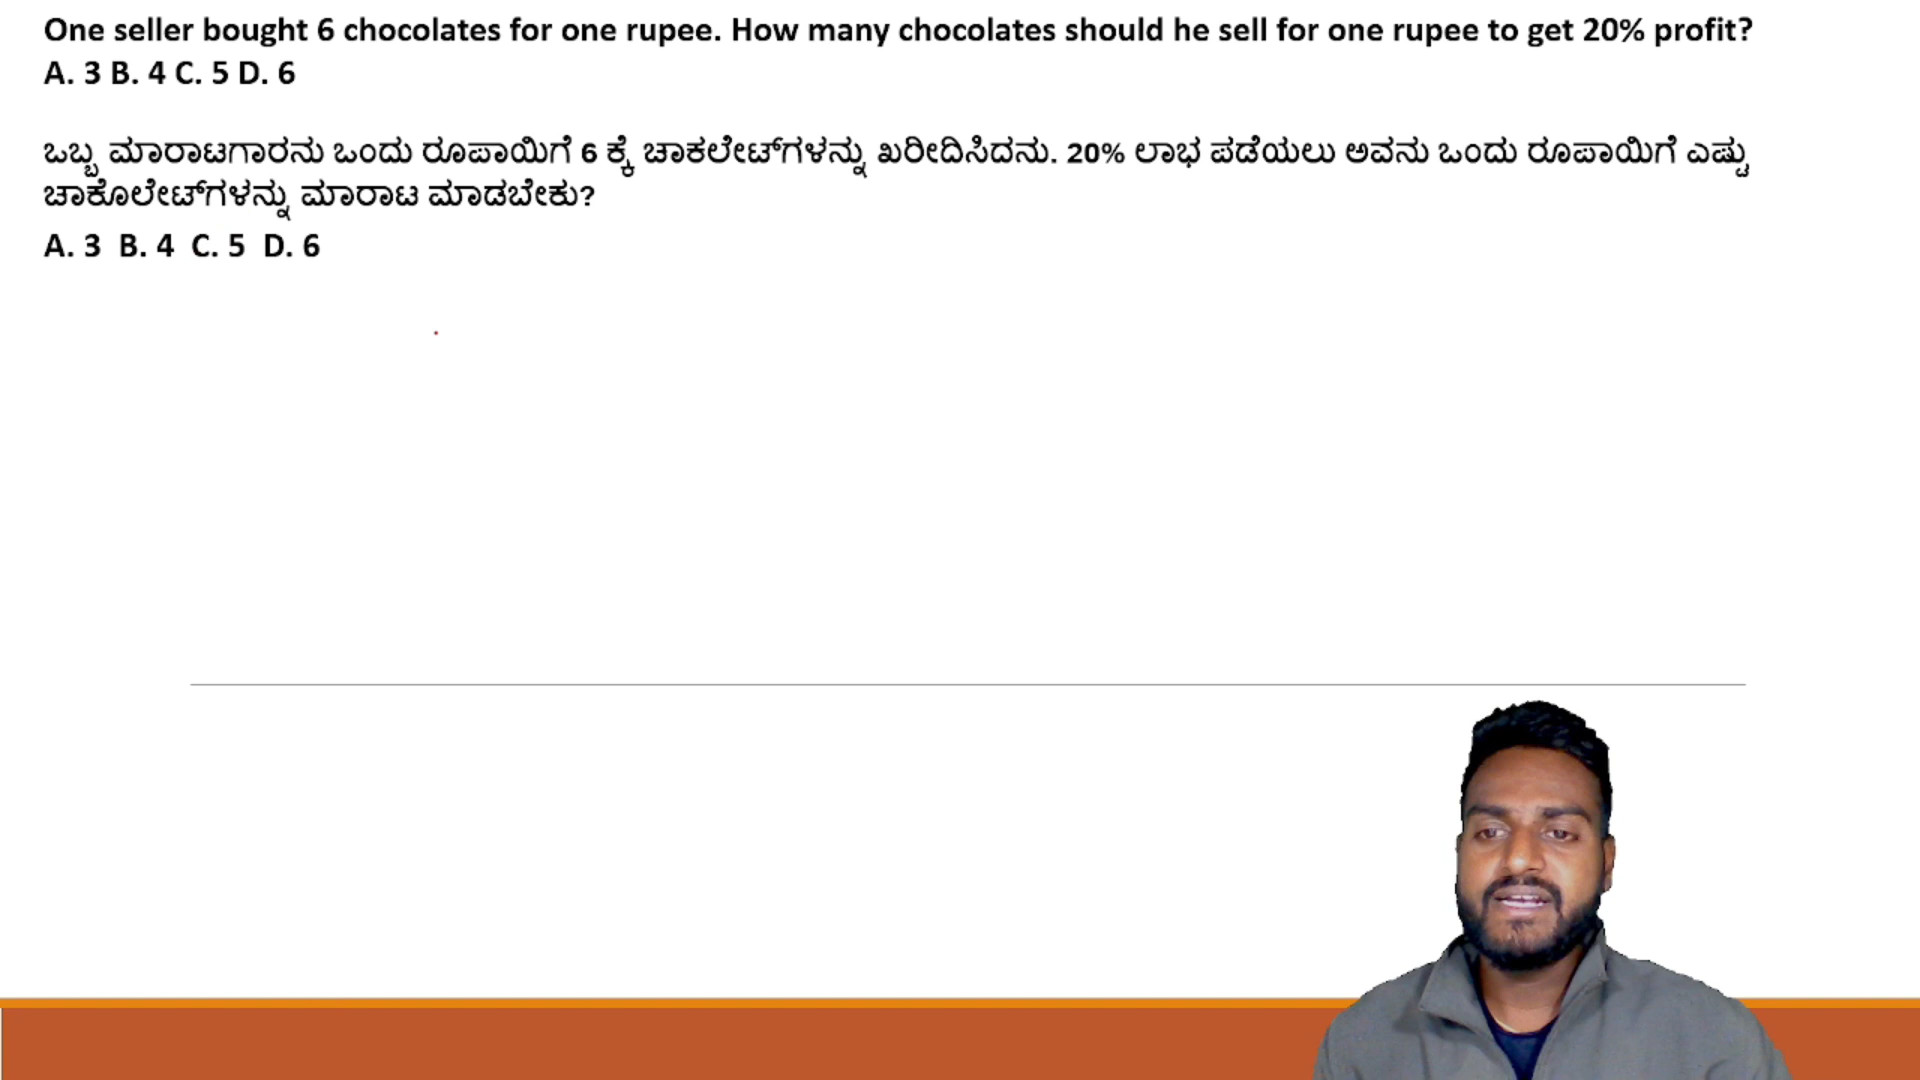 One seller bought 6 chocolates for one rupee. How many chocolates should he sell for one rupee to get 20% profit?
A. 3 B. 4 C. 5 D. 6
ಒಬ್ಬ ಮಾರಾಟಗಾರನು ಒಂದು ರೂಪಾಯಿಗೆ 6 ಕ್ಕೆ ಚಾಕಲೇಟ್‌ಗಳನ್ನು ಖರೀದಿಸಿದನು. 20% ಲಾಭ ಪಡೆಯಲು ಅವನು ಒಂದು ರೂಪಾಯಿಗೆ ಎಷ್ಟು
ಚಾಕೊಲೇಟ್‌ಗಳನ್ನು ಮಾರಾಟ ಮಾಡಬೇಕು?
A. 3  B. 4  C. 5  D. 6